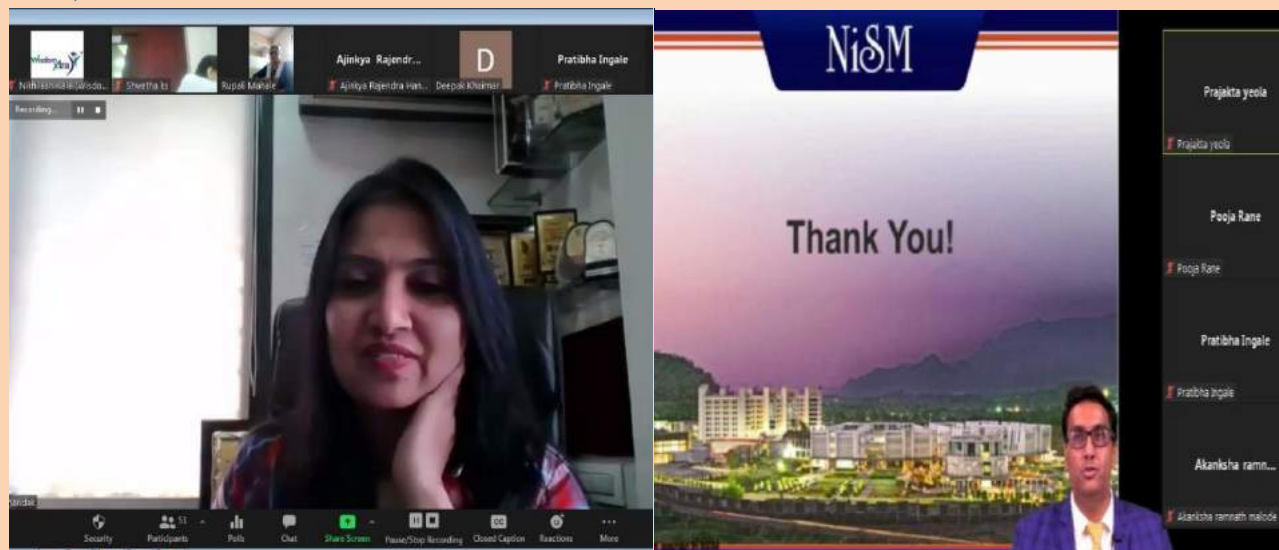 Ajinkya Rajendr...
D
Pratibha Ingale
Shwetha ks
Rupali Mahale
Ajinkya Rajendra Han...
Deepak Khairnar
Pratibha Ingale
Recording...
Security
51
Participants
Polls
Chat
Share Screen
Pause/Stop Recording
CC
Closed Caption
Reactions
More
NiSM
Thank You!
Prajakta yeola
Prajakta yeola
Pooja Rane
Pooja Rane
Pratibha Ingale
Pratibha Ingale
Akanksha ramn...
Akanksha ramnath malode